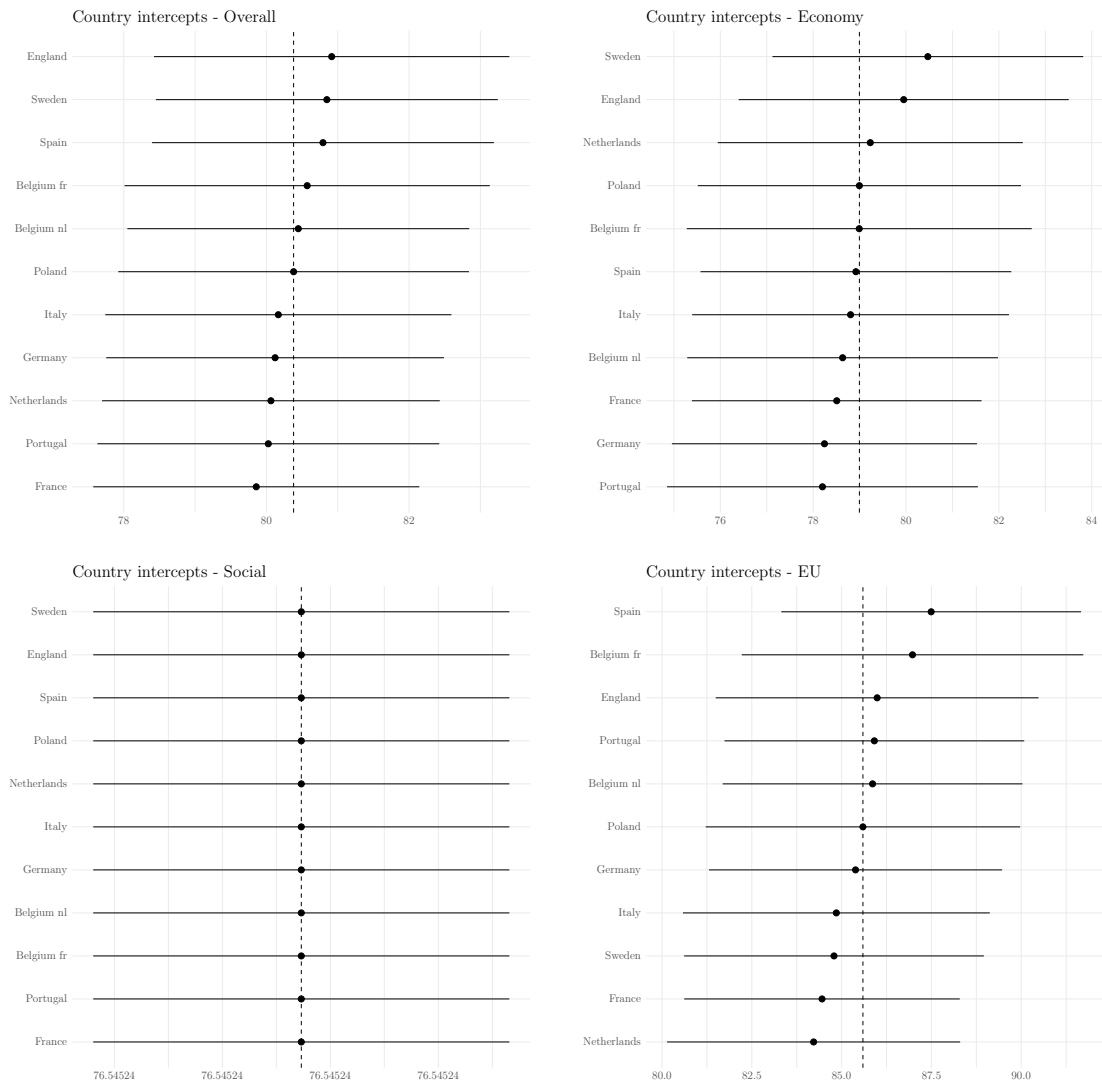 Country intercepts - Overall
England
Sweden
Spain
Belgium fr
Belgium nl
Poland
Italy
Germany
Netherlands
Portugal
France
78 80 82
Country intercepts - Economy
Sweden
England
Netherlands
Poland
Belgium fr
Spain
Italy
Belgium nl
France
Germany
Portugal
76 78 80 82 84
Country intercepts - Social
Sweden
England
Spain
Poland
Netherlands
Italy
Germany
Belgium nl
Belgium fr
Portugal
France
76.54524 76.54524 76.54524 76.54524
Country intercepts - EU
Spain
Belgium fr
England
Portugal
Belgium nl
Poland
Germany
Italy
Sweden
France
Netherlands
80.0 82.5 85.0 87.5 90.0